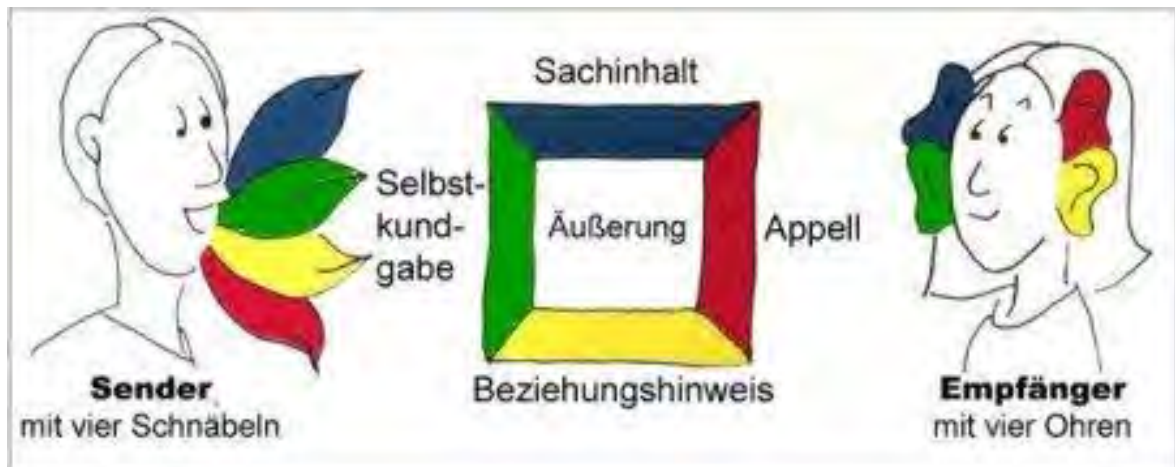 Sachinhalt
Selbst-
kund-
gabe
Äußerung
Appell
Beziehungshinweis
Sender
mit vier Schnäbeln
Empfänger
mit vier Ohren